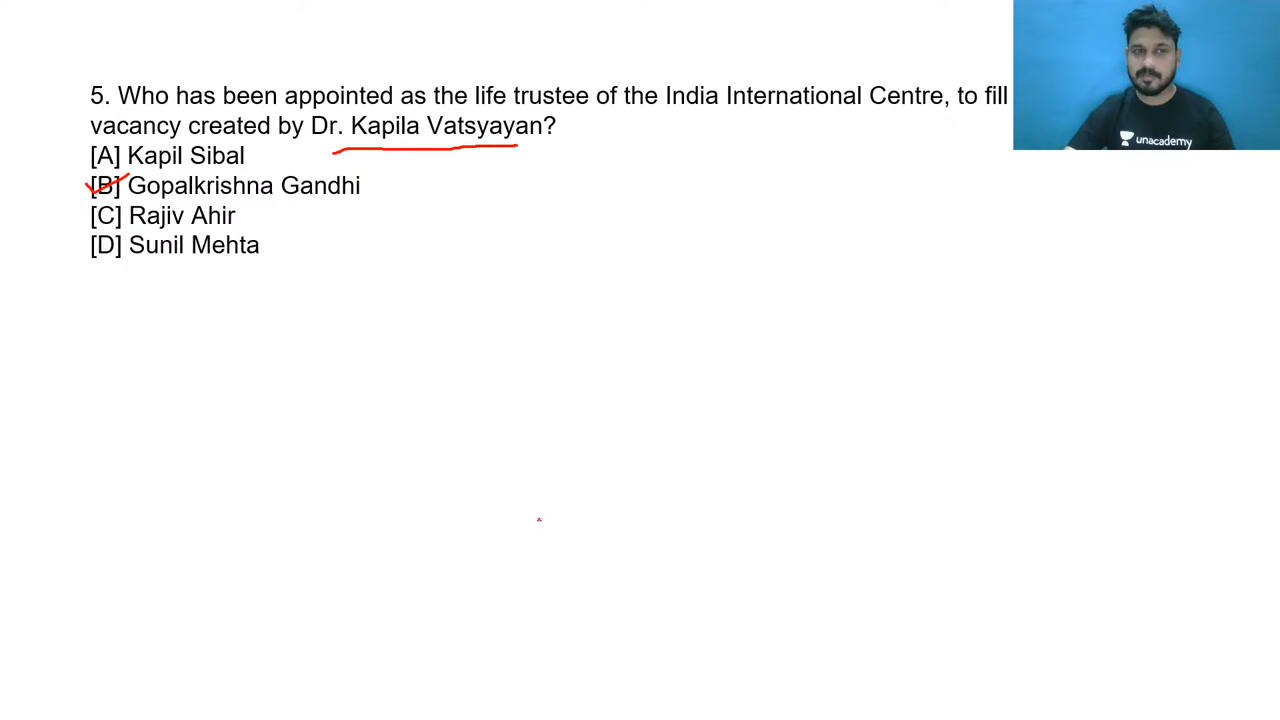 5. Who has been appointed as the life trustee of the India International Centre, to fill
vacancy created by Dr. Kapila Vatsyayan?
[A] Kapil Sibal
[B] Gopalkrishna Gandhi
[C] Rajiv Ahir
[D] Sunil Mehta
unacademy